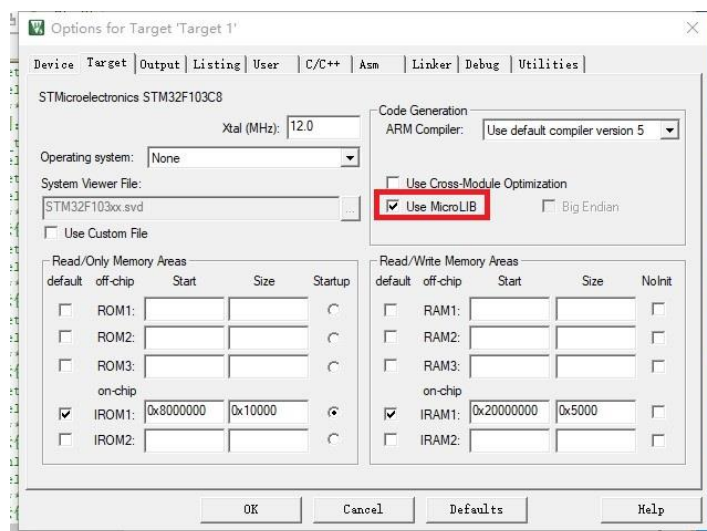 Options for Target 'Target 1'
Device Target Output Listing User C/C++ Asm Linker Debug Utilities
STMicroelectronics STM32F103C8
Xtal (MHz): 12.0
Operating system: None
System Viewer File:
STM32F103xx.svd
...
Use Custom File
Code Generation
ARM Compiler: Use default compiler version 5
Use Cross-Module Optimization
Use MicroLIB Big Endian
Read/Only Memory Areas
default off-chip Start Size Startup
ROM1:
ROM2:
ROM3:
on-chip
IROM1: 0x8000000 0x10000
IROM2:
Read/Write Memory Areas
default off-chip Start Size NoInit
RAM1:
RAM2:
RAM3:
on-chip
IRAM1: 0x20000000 0x5000
IRAM2:
OK Cancel Defaults Help